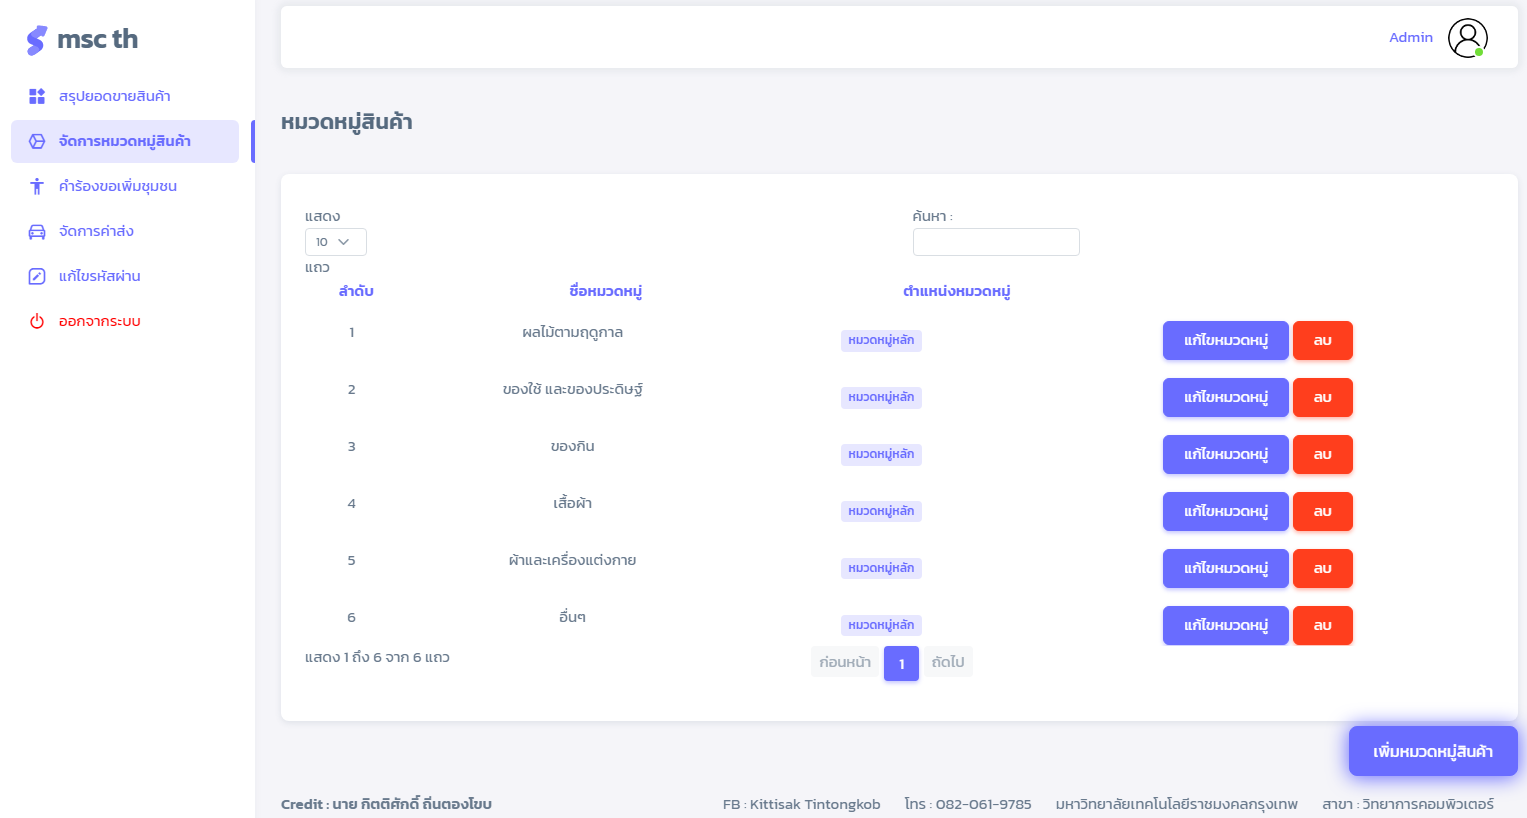 msc th
Admin
สรุปยอดขายสินค้า
จัดการหมวดหมู่สินค้า
คำร้องขอเพิ่มชุมชน
จัดการค่าส่ง
แก้ไขรหัสผ่าน
ออกจากระบบ
หมวดหมู่สินค้า
แสดง
10
แถว
ค้นหา :
ลำดับ ชื่อหมวดหมู่ ตำแหน่งหมวดหมู่
1 ผลไม้ตามฤดูกาล หมวดหมู่หลัก แก้ไขหมวดหมู่ ลบ
2 ของใช้ และของประดิษฐ์ หมวดหมู่หลัก แก้ไขหมวดหมู่ ลบ
3 ของกิน หมวดหมู่หลัก แก้ไขหมวดหมู่ ลบ
4 เสื้อผ้า หมวดหมู่หลัก แก้ไขหมวดหมู่ ลบ
5 ผ้าและเครื่องแต่งกาย หมวดหมู่หลัก แก้ไขหมวดหมู่ ลบ
6 อื่นๆ หมวดหมู่หลัก แก้ไขหมวดหมู่ ลบ
แสดง 1 ถึง 6 จาก 6 แถว ก่อนหน้า 1 ถัดไป
เพิ่มหมวดหมู่สินค้า
Credit : นาย กิตติศักดิ์ ถิ่นตองโขบ FB : Kittisak Tintongkob โทร : 082-061-9785 มหาวิทยาลัยเทคโนโลยีราชมงคลกรุงเทพ สาขา : วิทยาการคอมพิวเตอร์